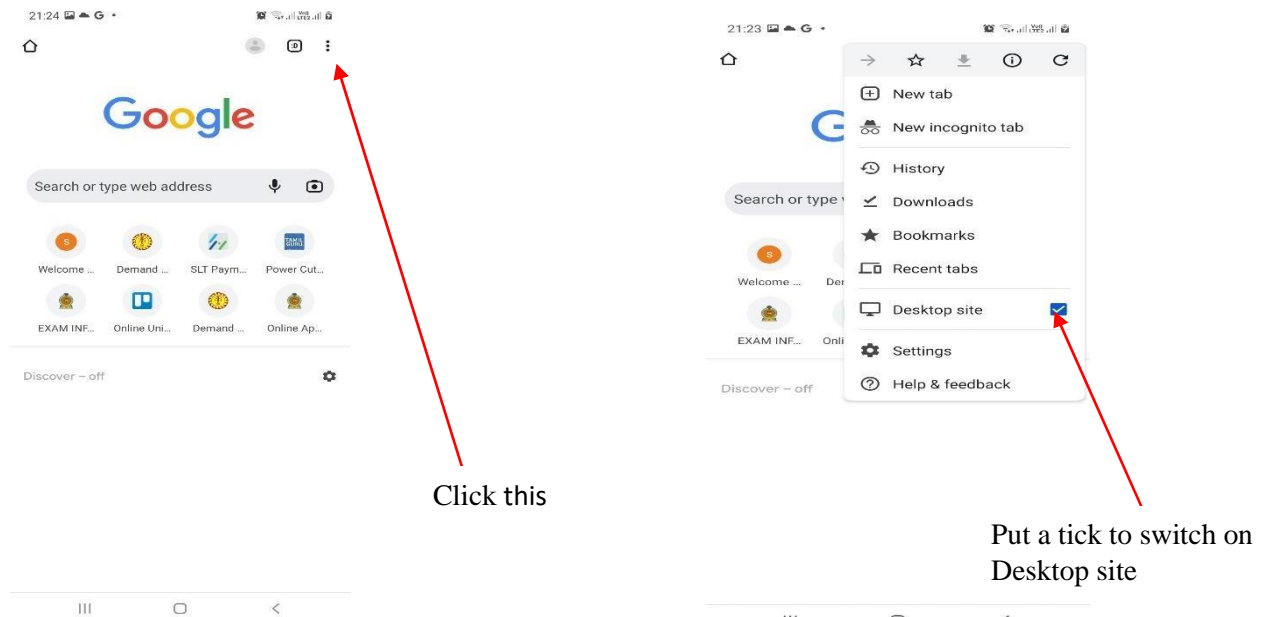 21:24 G
:D
Google
Search or type web address
S
Welcome ... Demand ... SLT Paym... Power Cut...
EXAM INF... Online Uni... Demand ... Online Ap...
Discover – off
Click this
21:23 G
G
New tab
New incognito tab
History
Search or type
Downloads
Bookmarks
S
Recent tabs
Welcome ... Der
Desktop site
EXAM INF... Onli
Settings
Help & feedback
Discover – off
Put a tick to switch on
Desktop site